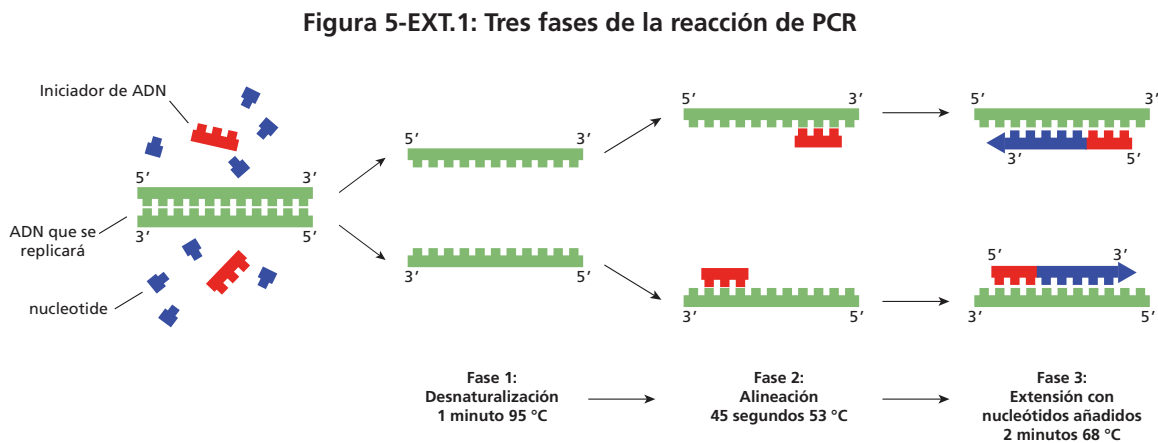 Figura 5-EXT.1: Tres fases de la reacción de PCR
Iniciador de ADN
5’
3’
ADN que se
replicará
3’
5’
nucleotide
5’
3’
3’
5’
5’
3’
3’
5’
5’
3’
3’
5’
5’
3’
3’
5’
Fase 1:
Desnaturalización
1 minuto 95 °C
Fase 2:
Alineación
45 segundos 53 °C
Fase 3:
Extensión con
nucleótidos añadidos
2 minutos 68 °C